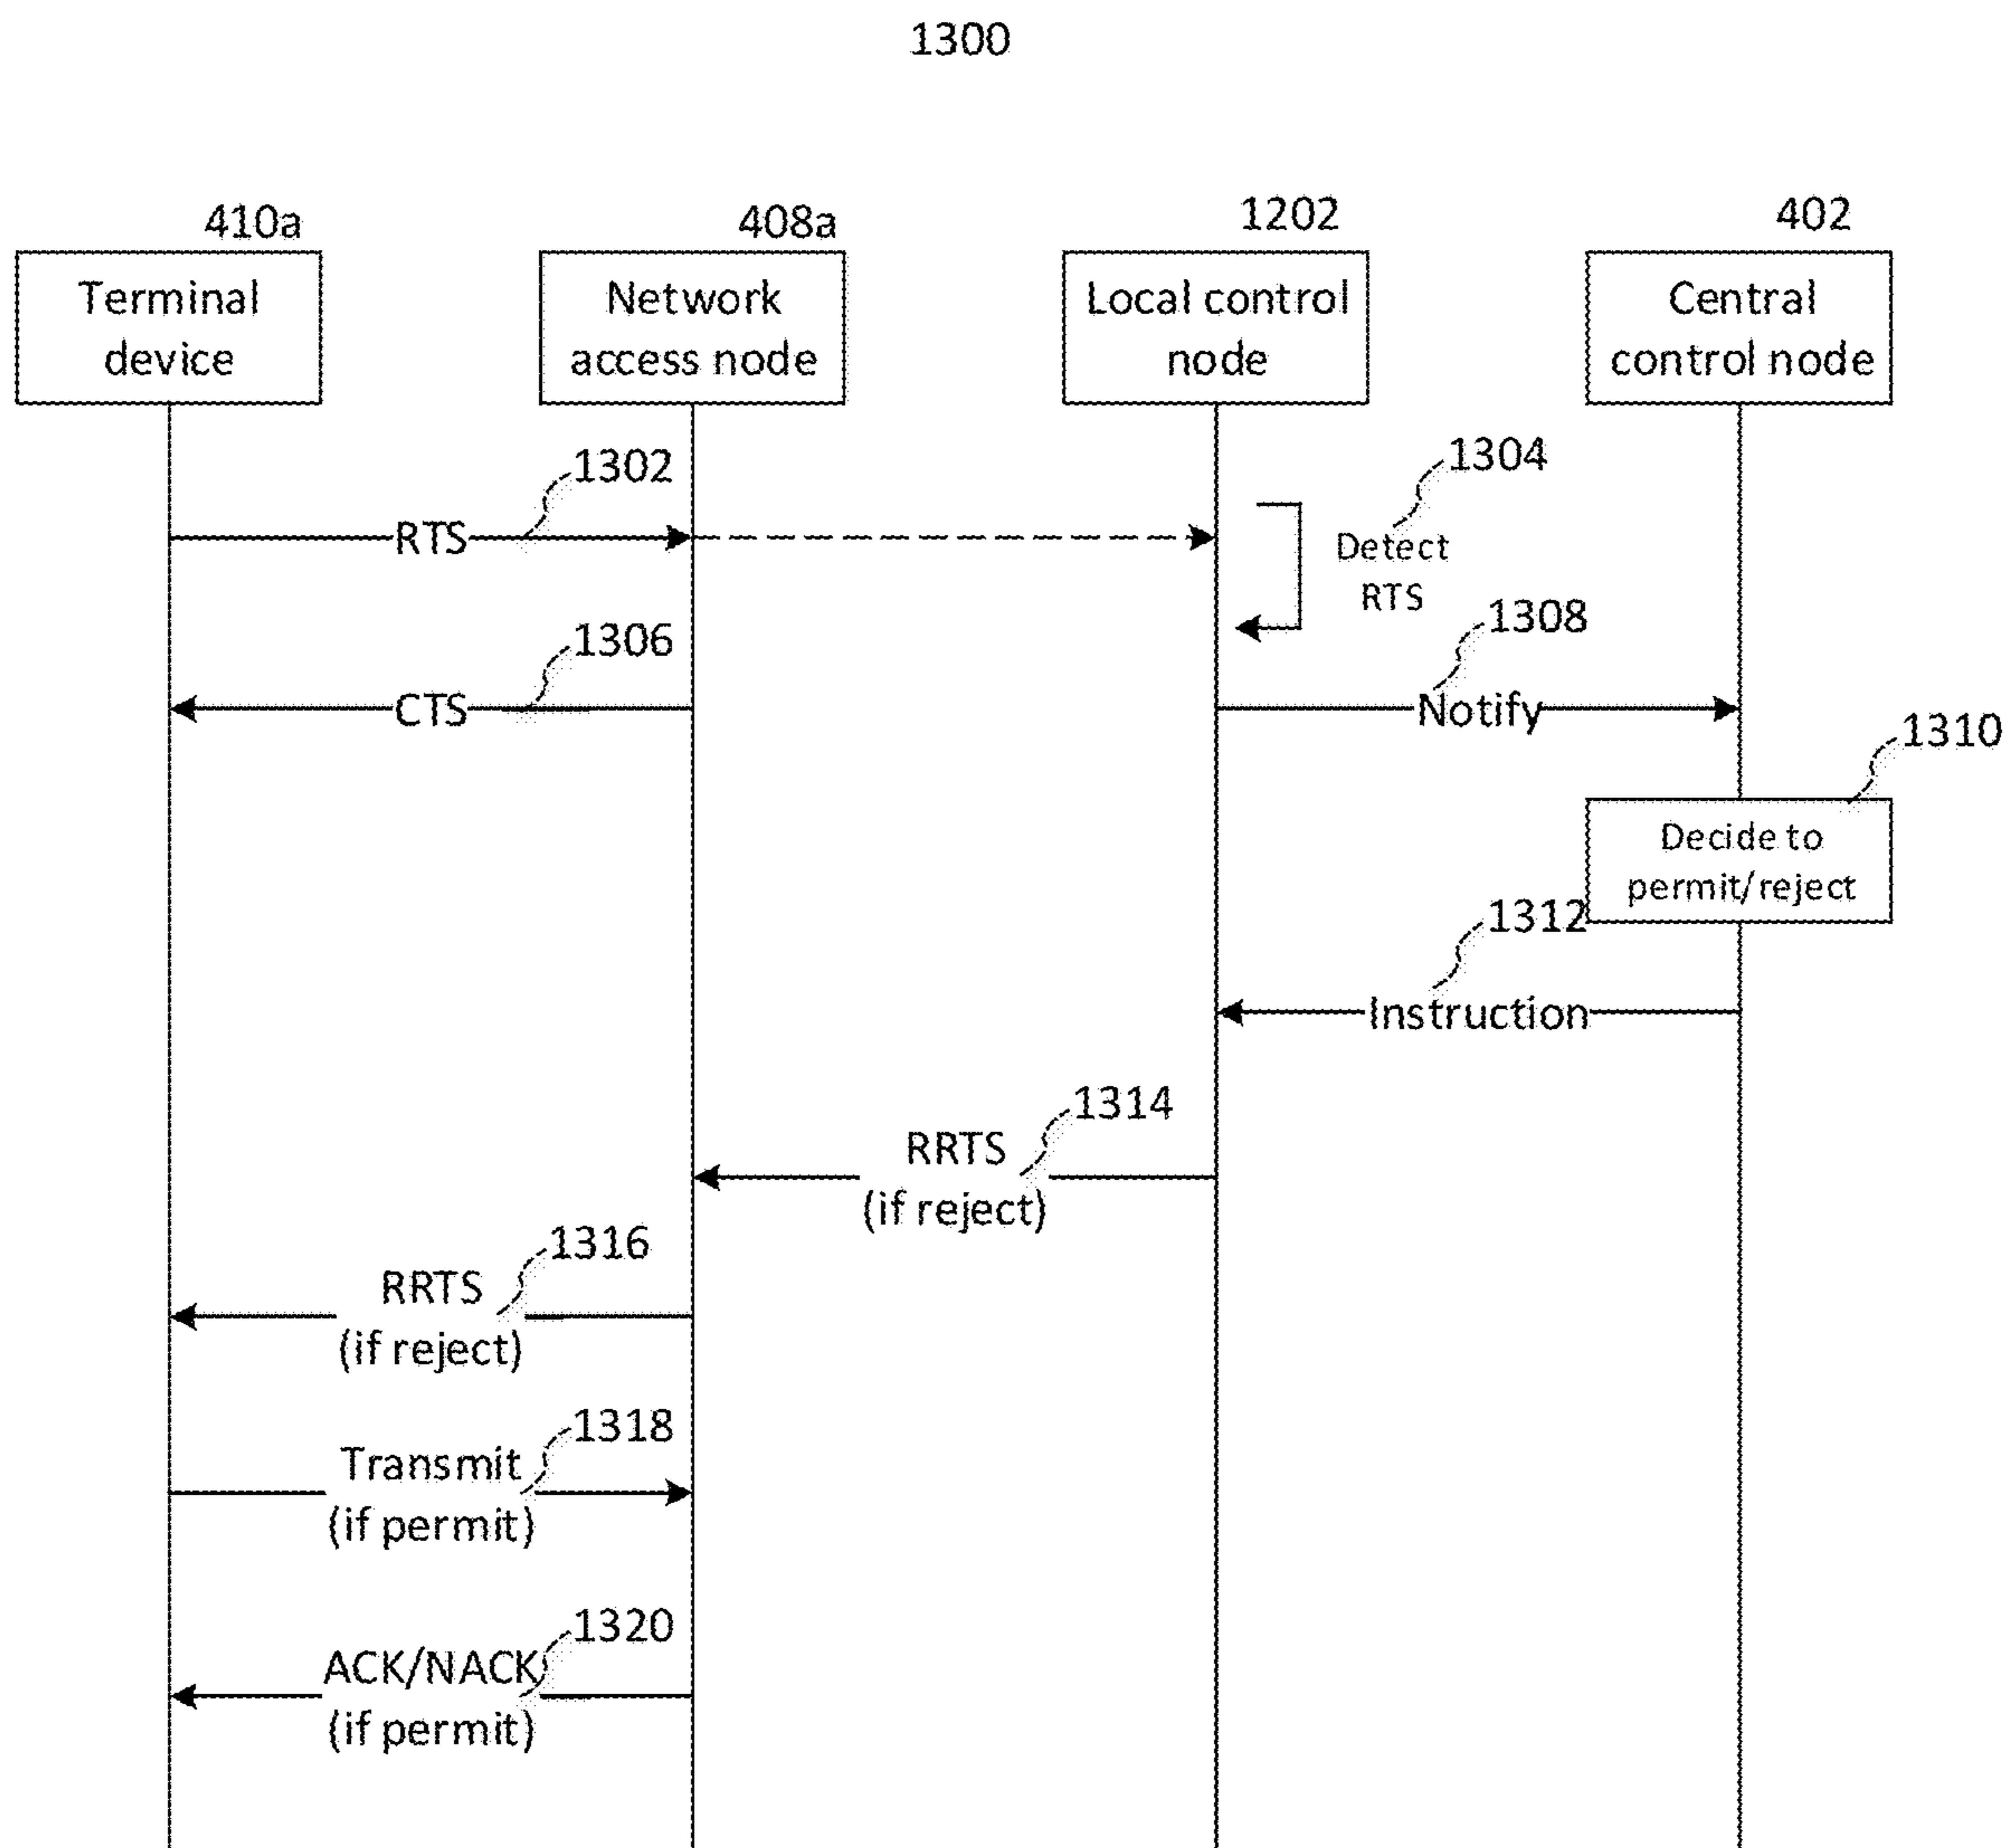 1300
410a
408a
1202
402
Terminal
device
Network
access node
Local control
node
Central
control node
1302
1304
RTS
Detect
RTS
1306
1308
CTS
Notify
1310
Decide to
permit/reject
1312
Instruction
1314
RRTS
(if reject)
1316
RRTS
(if reject)
1318
Transmit
(if permit)
1320
ACK/NACK
(if permit)